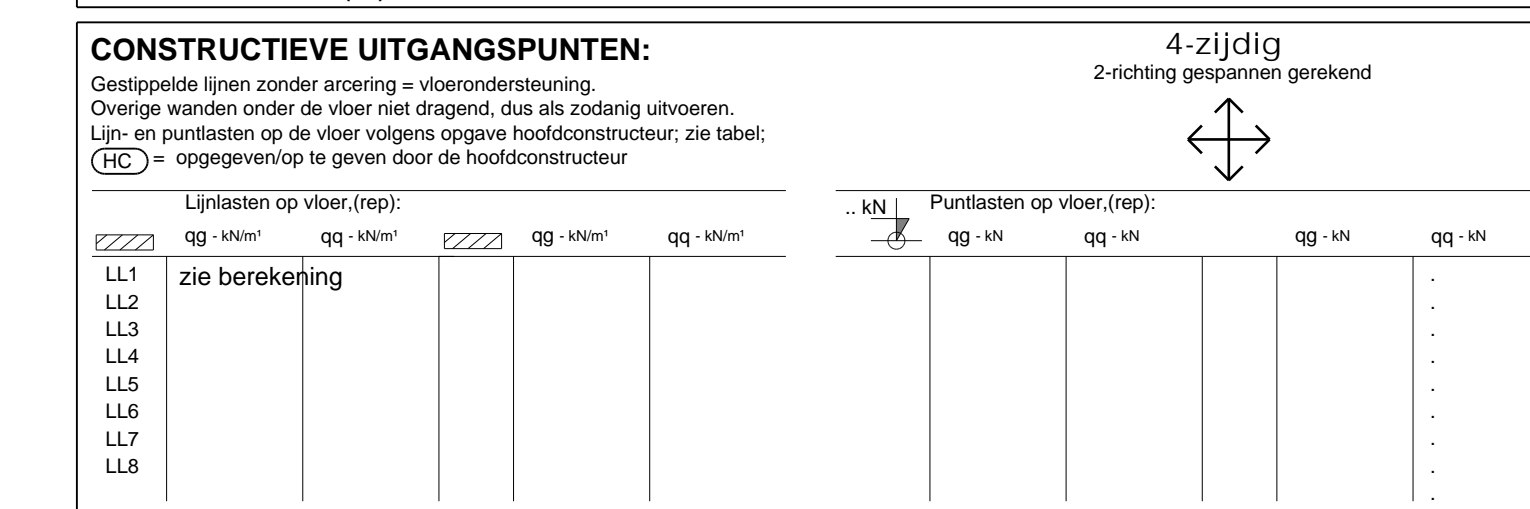 CONSTRUCTIEVE UITGANGSPUNTEN:
Gestippelde lijnen zonder arcering = vloerondersteuning.
Overige wanden onder de vloer niet dragend, dus als zodanig uitvoeren.
Lijn- en puntlasten op de vloer volgens opgave hoofdconstructeur; zie tabel;
HC = opgegeven/op te geven door de hoofdconstructeur
4-zijdig
2-richting gespannen gerekend
Lijnlasten op vloer,(rep):
qg - kN/m¹ qq - kN/m¹ qg - kN/m¹ qq - kN/m¹
LL1 zie berekening
LL2
LL3
LL4
LL5
LL6
LL7
LL8
.. kN Puntlasten op vloer,(rep):
qg - kN qq - kN qg - kN qq - kN
.
.
.
.
.
.
.
.
.